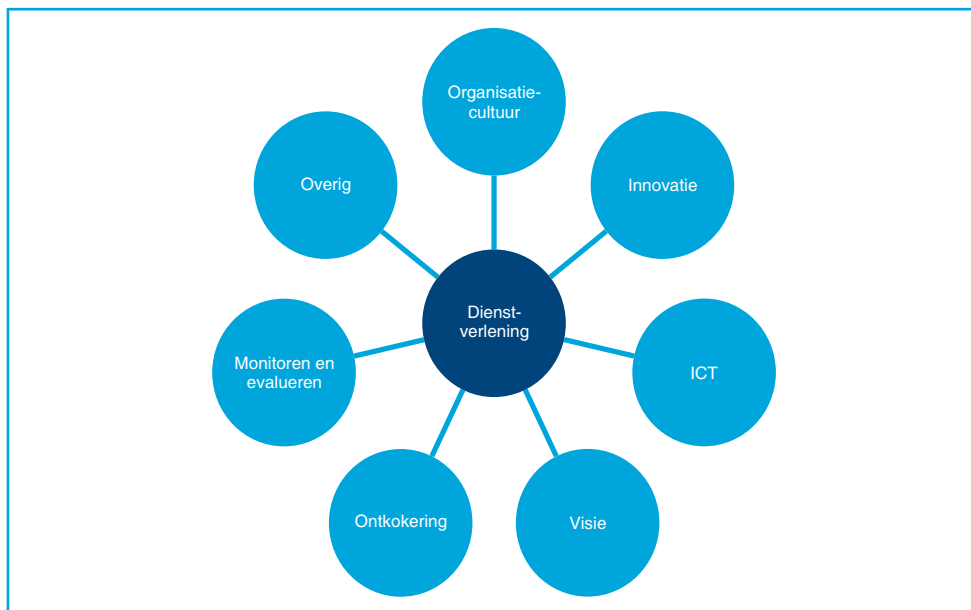 Organisatie-
cultuur
Overig
Innovatie
Dienst-
verlening
Monitoren en
evalueren
ICT
Ontkokering
Visie